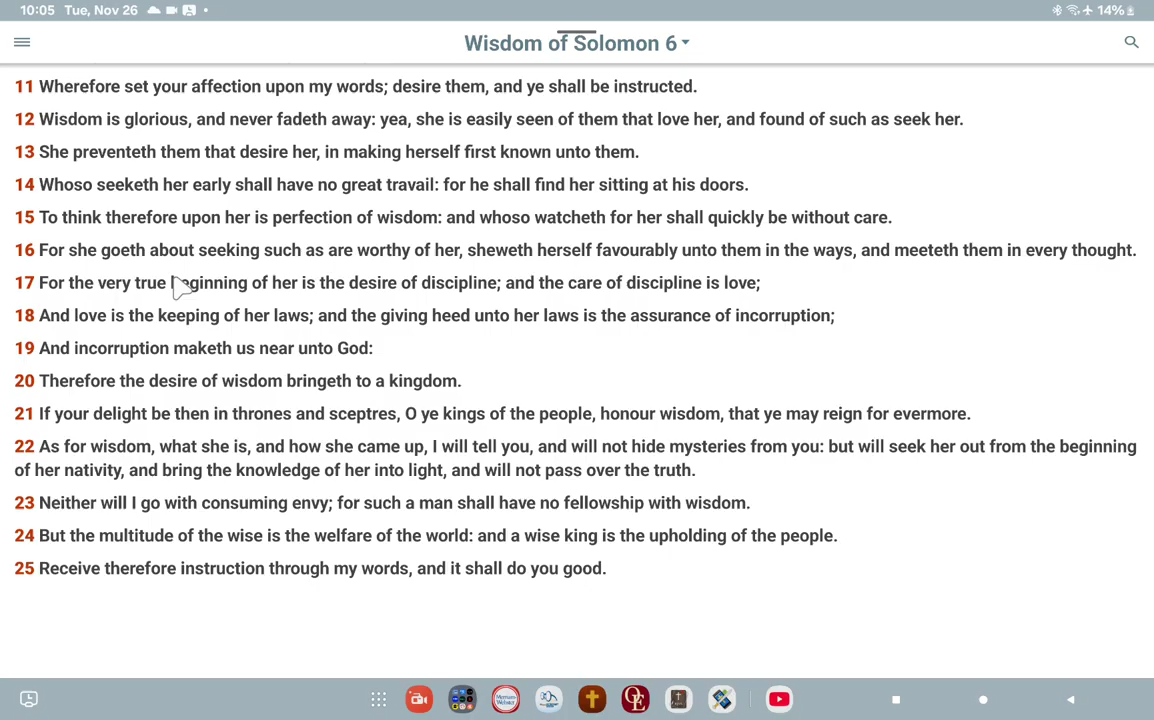 10:05 Tue, Nov 26
14%
Wisdom of Solomon 6
11 Wherefore set your affection upon my words; desire them, and ye shall be instructed.
12 Wisdom is glorious, and never fadeth away: yea, she is easily seen of them that love her, and found of such as seek her.
13 She preventeth them that desire her, in making herself first known unto them.
14 Whoso seeketh her early shall have no great travail: for he shall find her sitting at his doors.
15 To think therefore upon her is perfection of wisdom: and whoso watcheth for her shall quickly be without care.
16 For she goeth about seeking such as are worthy of her, sheweth herself favourably unto them in the ways, and meeteth them in every thought.
17 For the very true beginning of her is the desire of discipline; and the care of discipline is love;
18 And love is the keeping of her laws; and the giving heed unto her laws is the assurance of incorruption;
19 And incorruption maketh us near unto God:
20 Therefore the desire of wisdom bringeth to a kingdom.
21 If your delight be then in thrones and sceptres, O ye kings of the people, honour wisdom, that ye may reign for evermore.
22 As for wisdom, what she is, and how she came up, I will tell you, and will not hide mysteries from you: but will seek her out from the beginning
of her nativity, and bring the knowledge of her into light, and will not pass over the truth.
23 Neither will I go with consuming envy; for such a man shall have no fellowship with wisdom.
24 But the multitude of the wise is the welfare of the world: and a wise king is the upholding of the people.
25 Receive therefore instruction through my words, and it shall do you good.